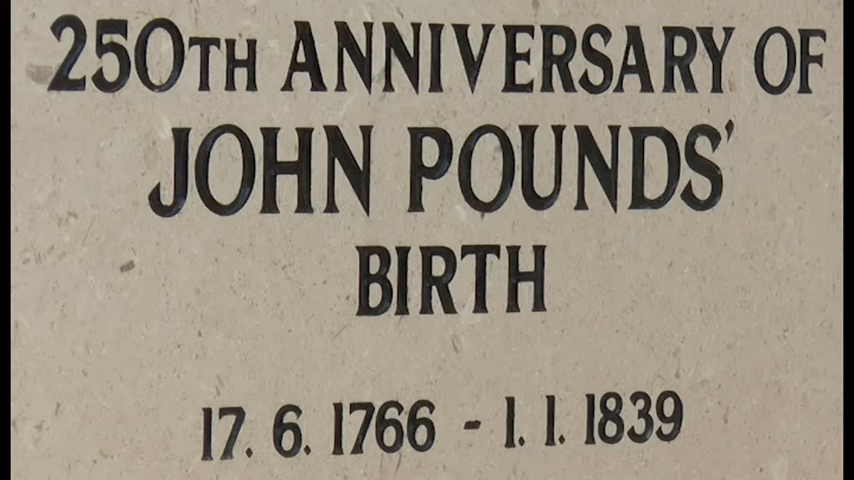 250TH ANNIVERSARY OF
JOHN POUNDS'
BIRTH
17. 6. 1766 - 1. 1. 1839